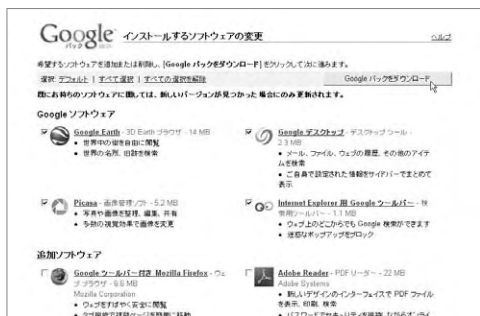 Google パック インストールするソフトウェアの変更
ヘルプ
希望するソフトウェアを追加または削除し、[Google パックをダウンロード] をクリックして次に進みます。
選択: デフォルト | すべて選択 | すべての選択を解除
Google パックをダウンロード
既にお持ちのソフトウェアに関しては、新しいバージョンが見つかった場合にのみ更新されます。
Google ソフトウェア
Google Earth - 3D Earth ブラウザ - 14 MB
• 世界中の街を自由に閲覧
• 世界の名所、旧跡を検索
Google デスクトップ - デスクトップ ツール - 2.3 MB
• メール、ファイル、ウェブの履歴、その他のアイテムを検索
• ご自身で設定された情報をサイドバーでまとめて表示
Picasa - 画像管理ソフト - 5.2 MB
• 写真や画像を整理、編集、共有
• 多数の視覚効果で画像を変更
Internet Explorer 用 Google ツールバー - 検索用ツールバー - 1.1 MB
• ウェブ上のどこからでも Google 検索ができます
• 迷惑なポップアップをブロック
追加ソフトウェア
Google ツールバー付き Mozilla Firefox - ウェブ ブラウザ - 6.6 MB
Mozilla Corporation
• ウェブをすばやく安全に閲覧
• タブ機能で複数ページを簡単に移動
Adobe Reader - PDF リーダー - 22 MB
Adobe Systems
• 新しいデザインのインターフェイスで PDF ファイルを表示、印刷、検索